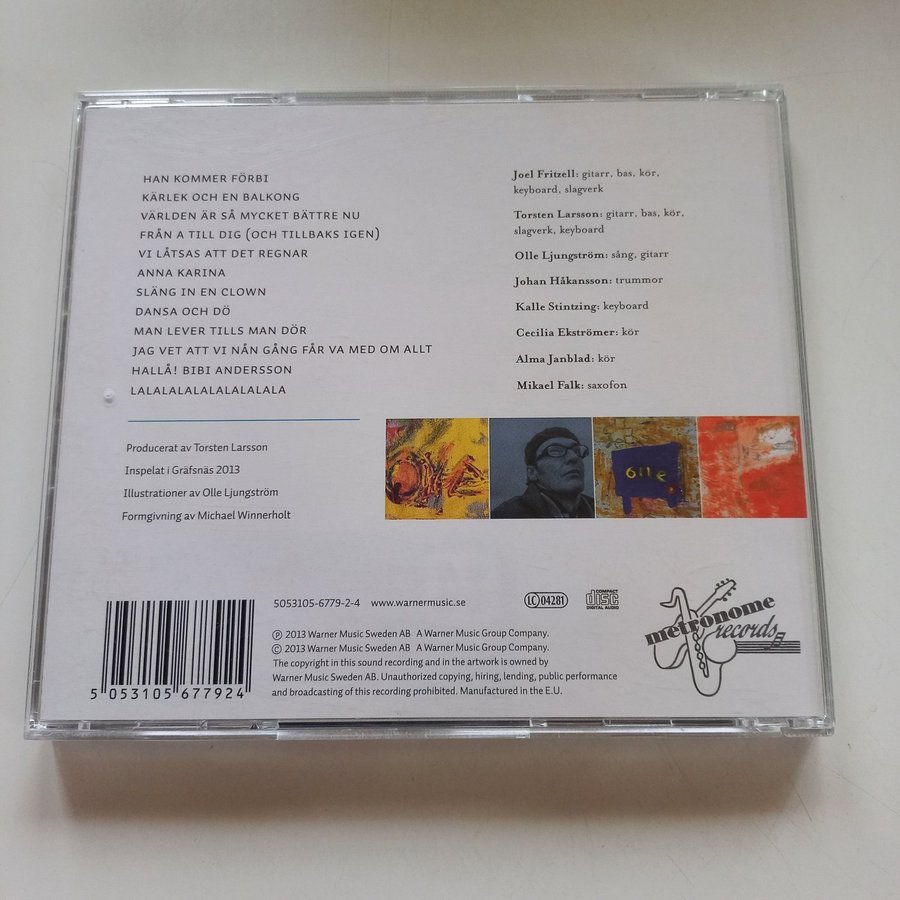 HAN KOMMER FÖRBI
KÄRLEK OCH EN BALKONG
VÄRLDEN ÄR SÅ MYCKET BÄTTRE NU
FRÅN A TILL DIG (OCH TILLBAKS IGEN)
VI LÅTSAS ATT DET REGNAR
ANNA KARINA
SLÄNG IN EN CLOWN
DANSA OCH DÖ
MAN LEVER TILLS MAN DÖR
JAG VET ATT VI NÅN GÅNG FÅR VA MED OM ALLT
HALLÅ! BIBI ANDERSSON
LALALALALALALALALALA
Joel Fritzell: gitarr, bas, kör,
keyboard, slagverk
Torsten Larsson: gitarr, bas, kör,
slagverk, keyboard
Olle Ljungström: sång, gitarr
Johan Håkansson: trummor
Kalle Stintzing: keyboard
Cecilia Ekströmer: kör
Alma Janblad: kör
Mikael Falk: saxofon
Producerat av Torsten Larsson
Inspelat i Gräfsnäs 2013
Illustrationer av Olle Ljungström
Formgivning av Michael Winnerholt
olle
5053105-6779-2-4 www.warnermusic.se
LC 04281
COMPACT
disc
DIGITAL AUDIO
℗ 2013 Warner Music Sweden AB A Warner Music Group Company.
© 2013 Warner Music Sweden AB A Warner Music Group Company.
The copyright in this sound recording and in the artwork is owned by
Warner Music Sweden AB. Unauthorized copying, hiring, lending, public performance
and broadcasting of this recording prohibited. Manufactured in the E.U.
5 053105 677924
metronome
records